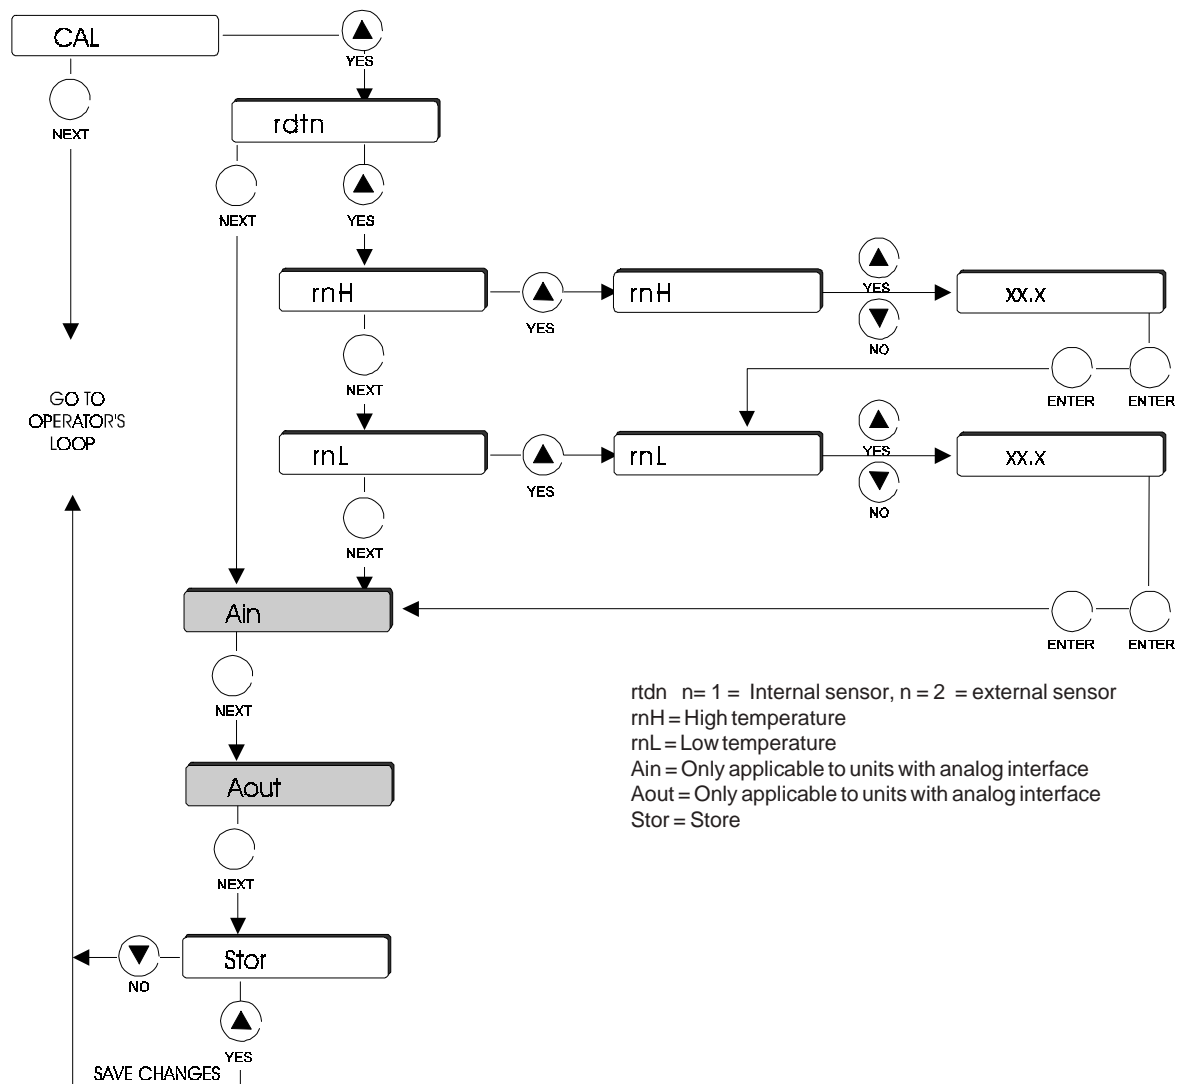 CAL
YES
NEXT
rdtn
NEXT
YES
rnH
YES
rnH
YES
NO
xx.x
NEXT
ENTER
ENTER
GO TO
OPERATOR'S
LOOP
rnL
YES
rnL
YES
NO
xx.x
NEXT
Ain
ENTER
ENTER
NEXT
rtdn n= 1 = Internal sensor, n = 2 = external sensor
rnH = High temperature
rnL = Low temperature
Ain = Only applicable to units with analog interface
Aout = Only applicable to units with analog interface
Stor = Store
Aout
NEXT
Stor
NO
YES
SAVE CHANGES